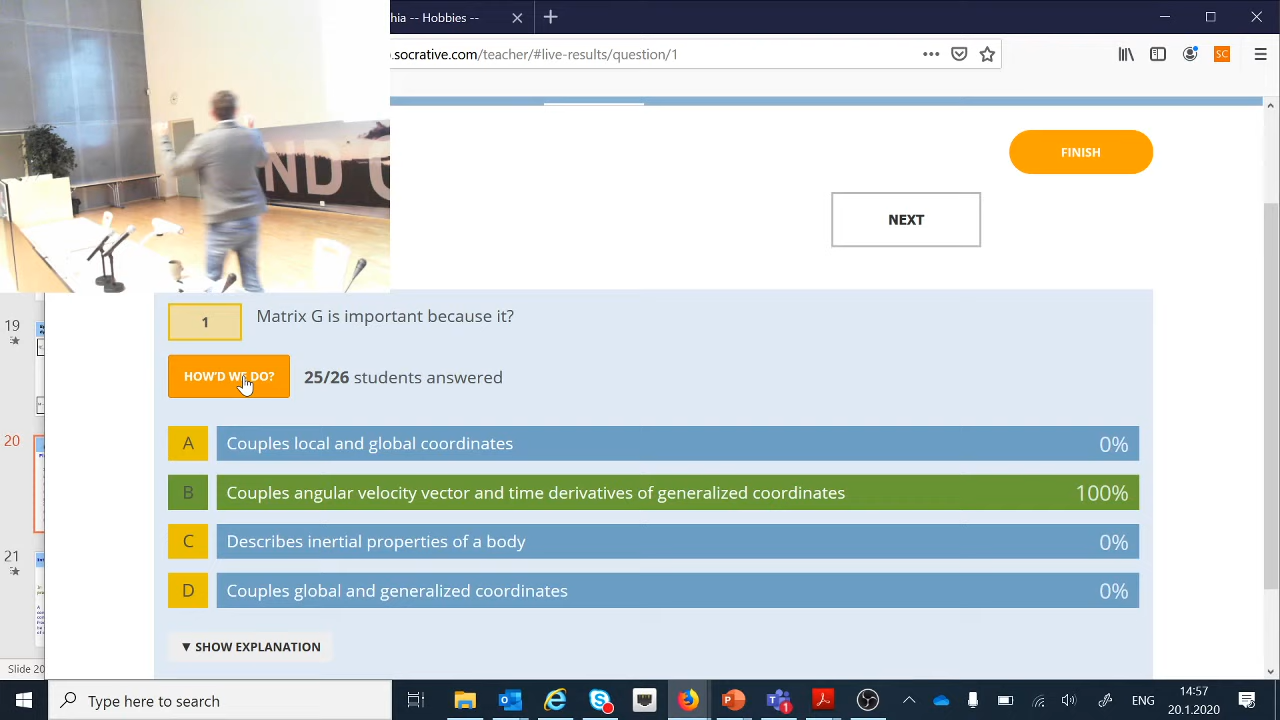 hia -- Hobbies
.socrative.com/teacher/#live-results/question/1
SC
FINISH
NEXT
ND G
1
Matrix G is important because it?
HOW'D WE DO?
25/26 students answered
A
Couples local and global coordinates
0%
B
Couples angular velocity vector and time derivatives of generalized coordinates
100%
C
Describes inertial properties of a body
0%
D
Couples global and generalized coordinates
0%
▼ SHOW EXPLANATION
19
20
21
Slide 20
Type here to search
1
ENG
14:57
20.1.2020